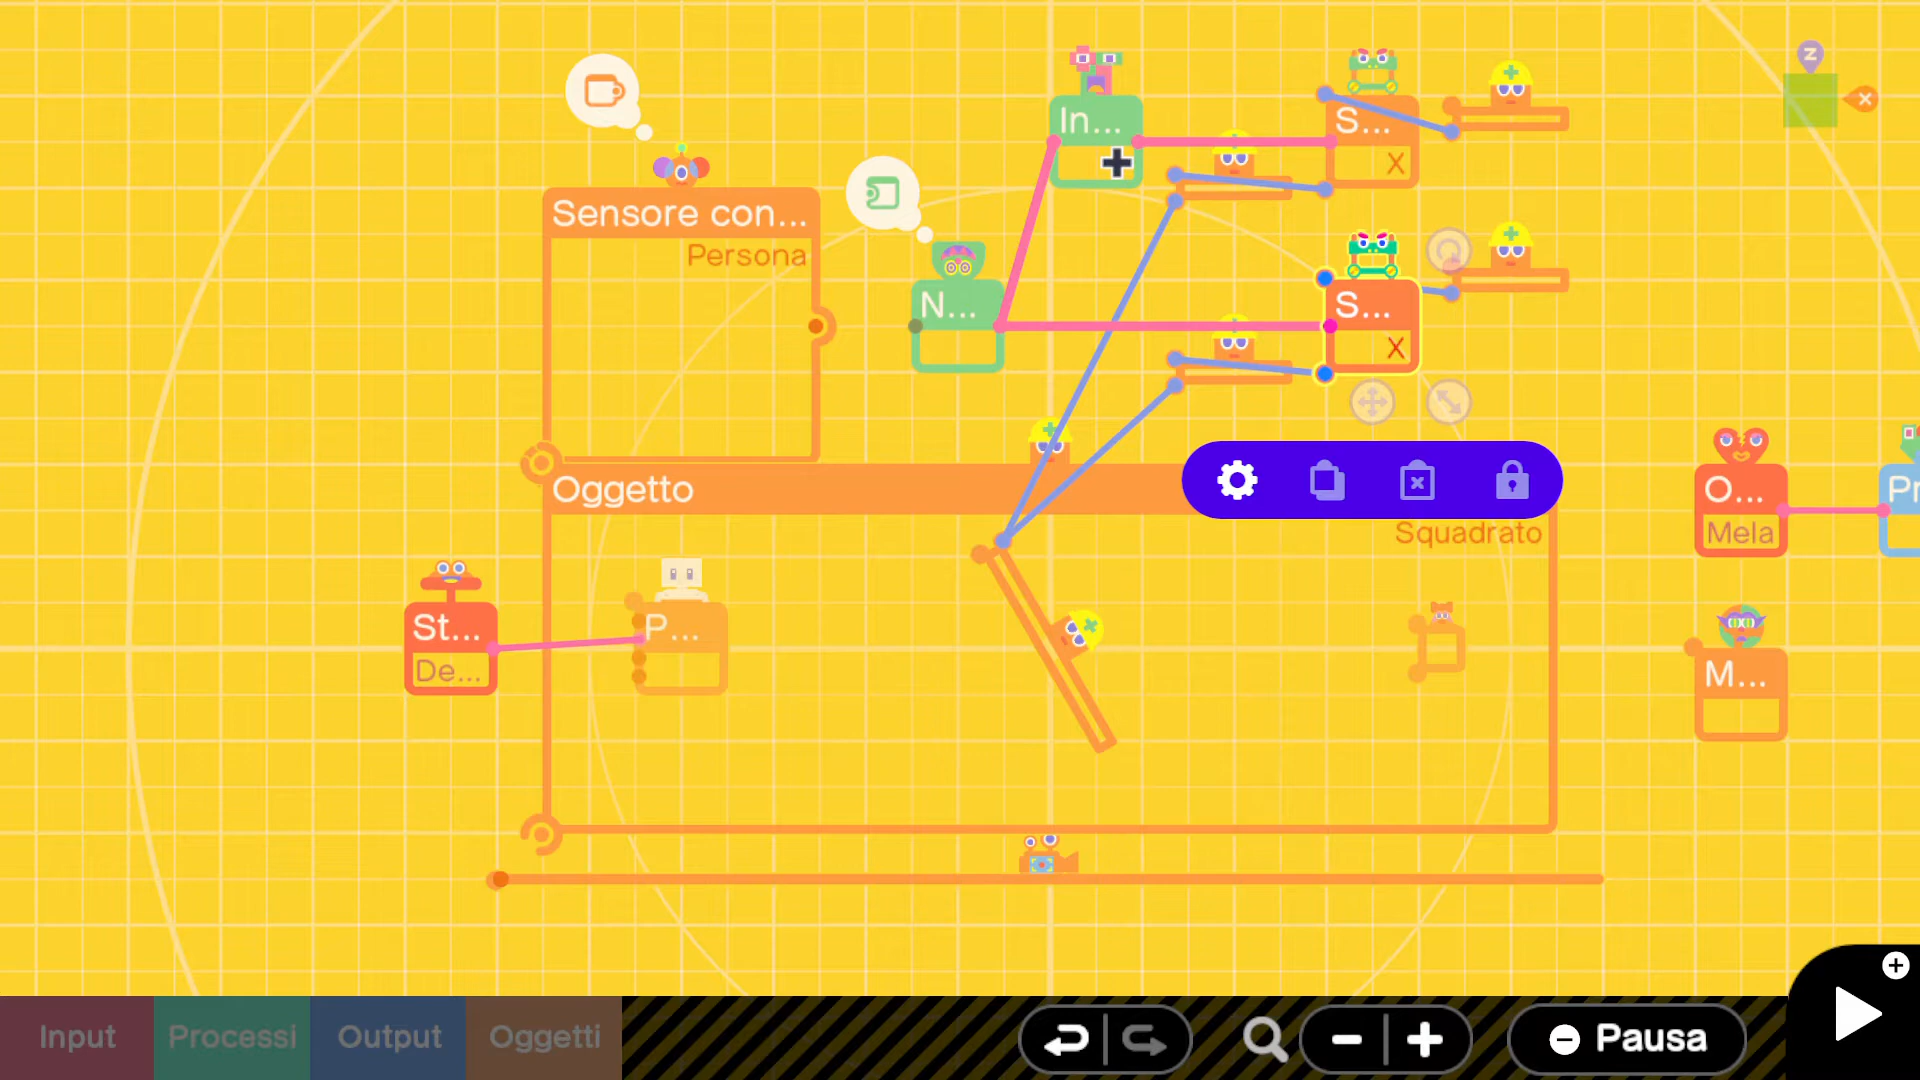 Z
X
In...
S...
X
Sensore con...
Persona
N...
S...
X
Oggetto
Squadrato
O...
Mela
Pr
St...
De...
P...
M...
Input
Processi
Output
Oggetti
Pausa